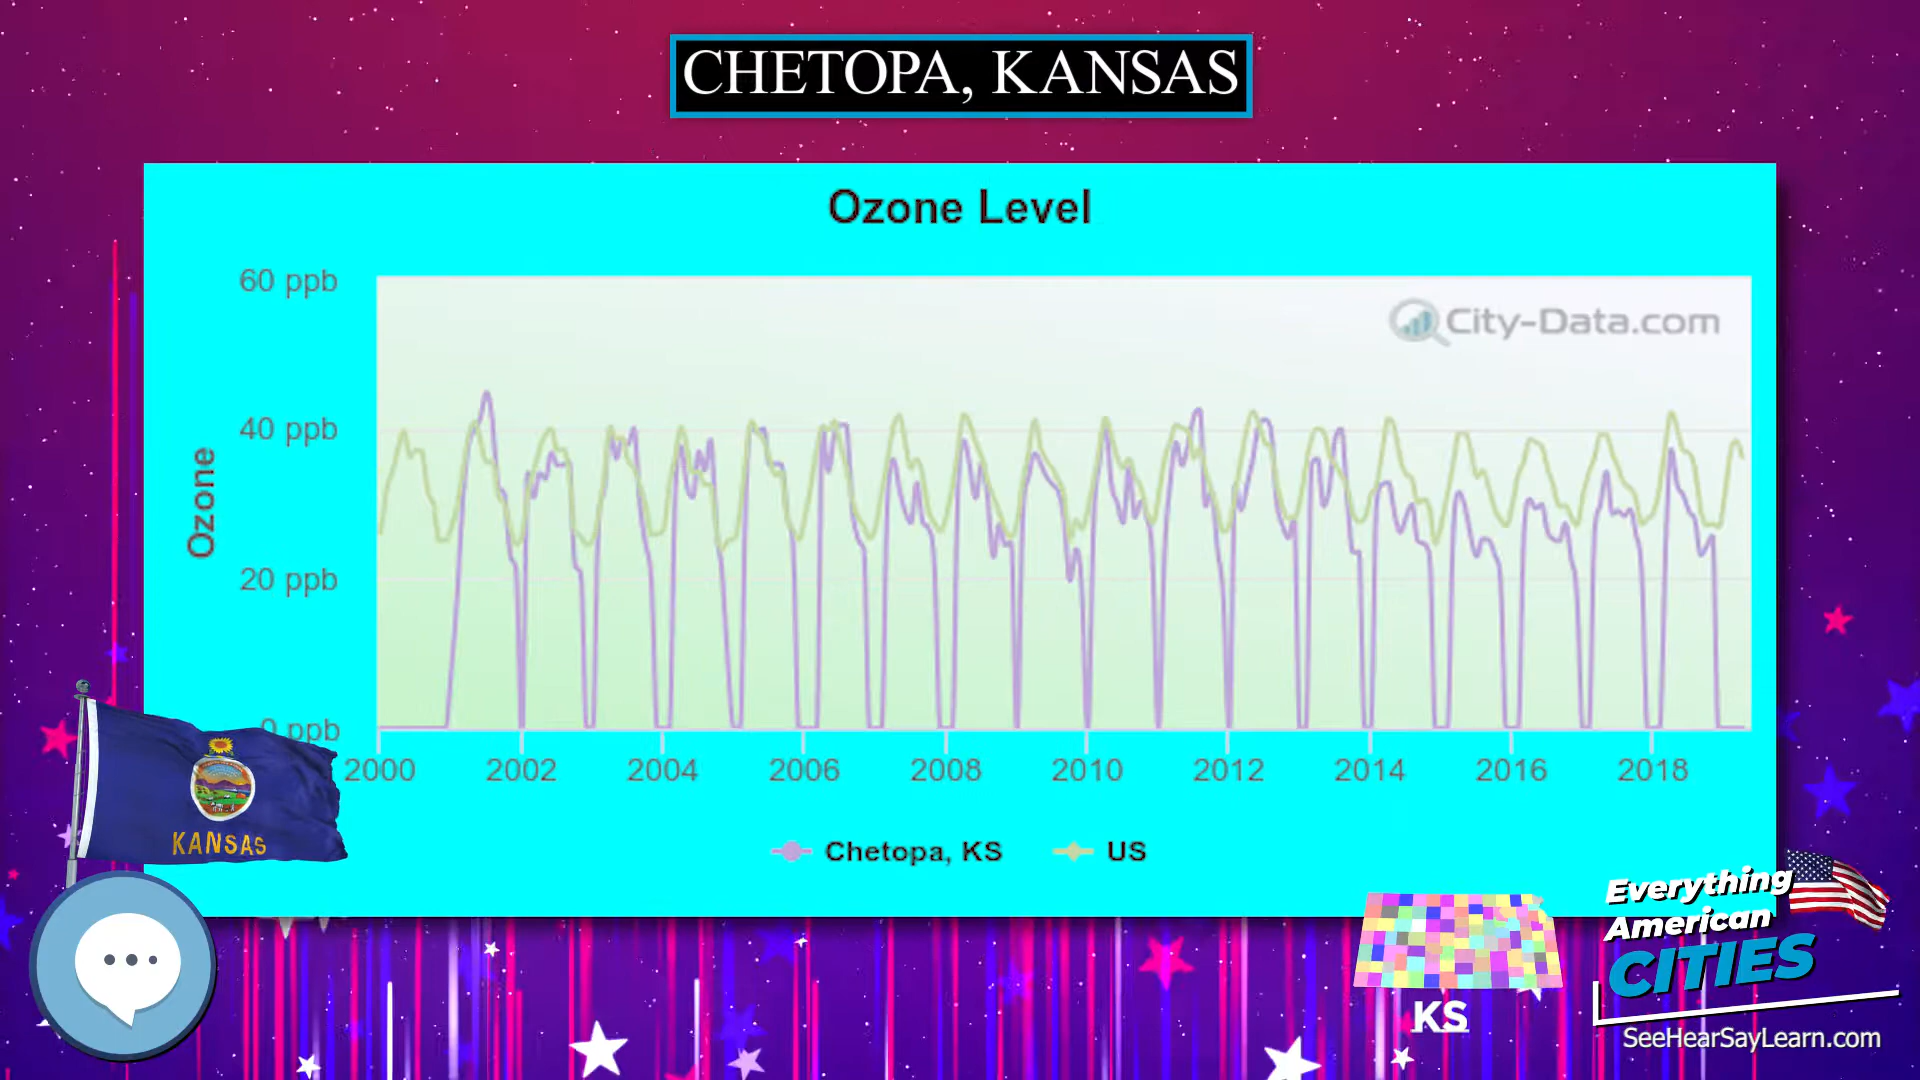 CHETOPA, KANSAS
Ozone Level
60 ppb
City-Data.com
40 ppb
Ozone
20 ppb
0 ppb
2000 2002 2004 2006 2008 2010 2012 2014 2016 2018
KANSAS
Chetopa, KS US
Everything
American
CITIES
KS
SeeHearSayLearn.com